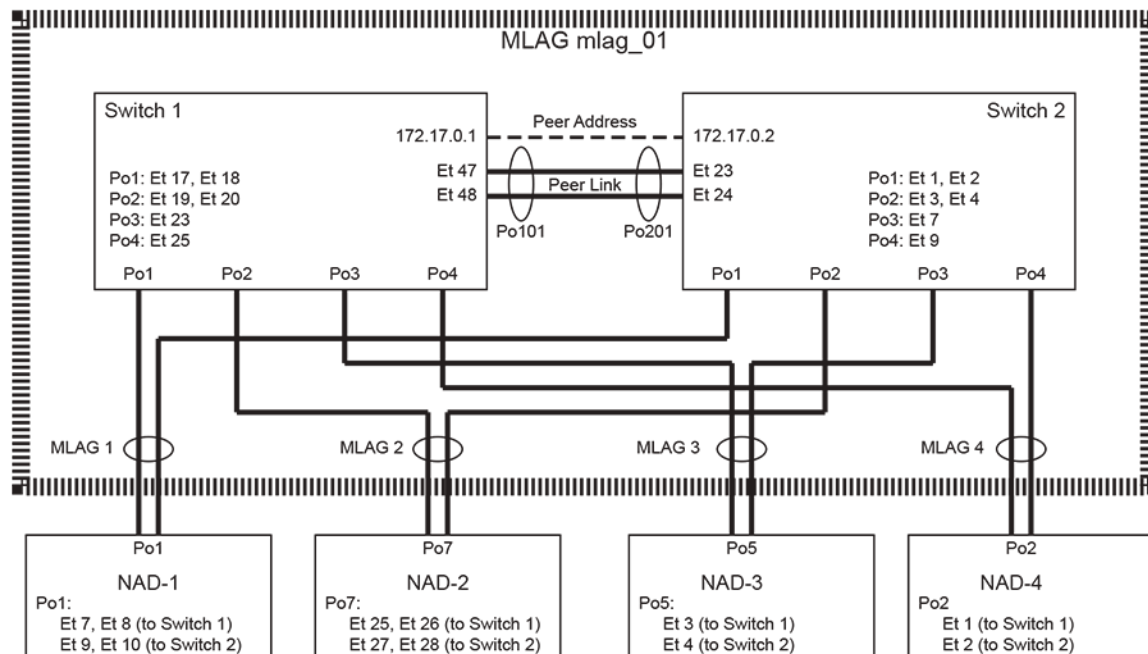 MLAG mlag_01
Switch 1
Switch 2
Peer Address
172.17.0.1
172.17.0.2
Et 47
Et 23
Peer Link
Et 48
Et 24
Po101
Po201
Po1: Et 17, Et 18
Po2: Et 19, Et 20
Po3: Et 23
Po4: Et 25
Po1: Et 1, Et 2
Po2: Et 3, Et 4
Po3: Et 7
Po4: Et 9
Po1 Po2 Po3 Po4
Po1 Po2 Po3 Po4
MLAG 1
MLAG 2
MLAG 3
MLAG 4
Po1
NAD-1
Po1:
Et 7, Et 8 (to Switch 1)
Et 9, Et 10 (to Switch 2)
Po7
NAD-2
Po7:
Et 25, Et 26 (to Switch 1)
Et 27, Et 28 (to Switch 2)
Po5
NAD-3
Po5:
Et 3 (to Switch 1)
Et 4 (to Switch 2)
Po2
NAD-4
Po2
Et 1 (to Switch 1)
Et 2 (to Switch 2)